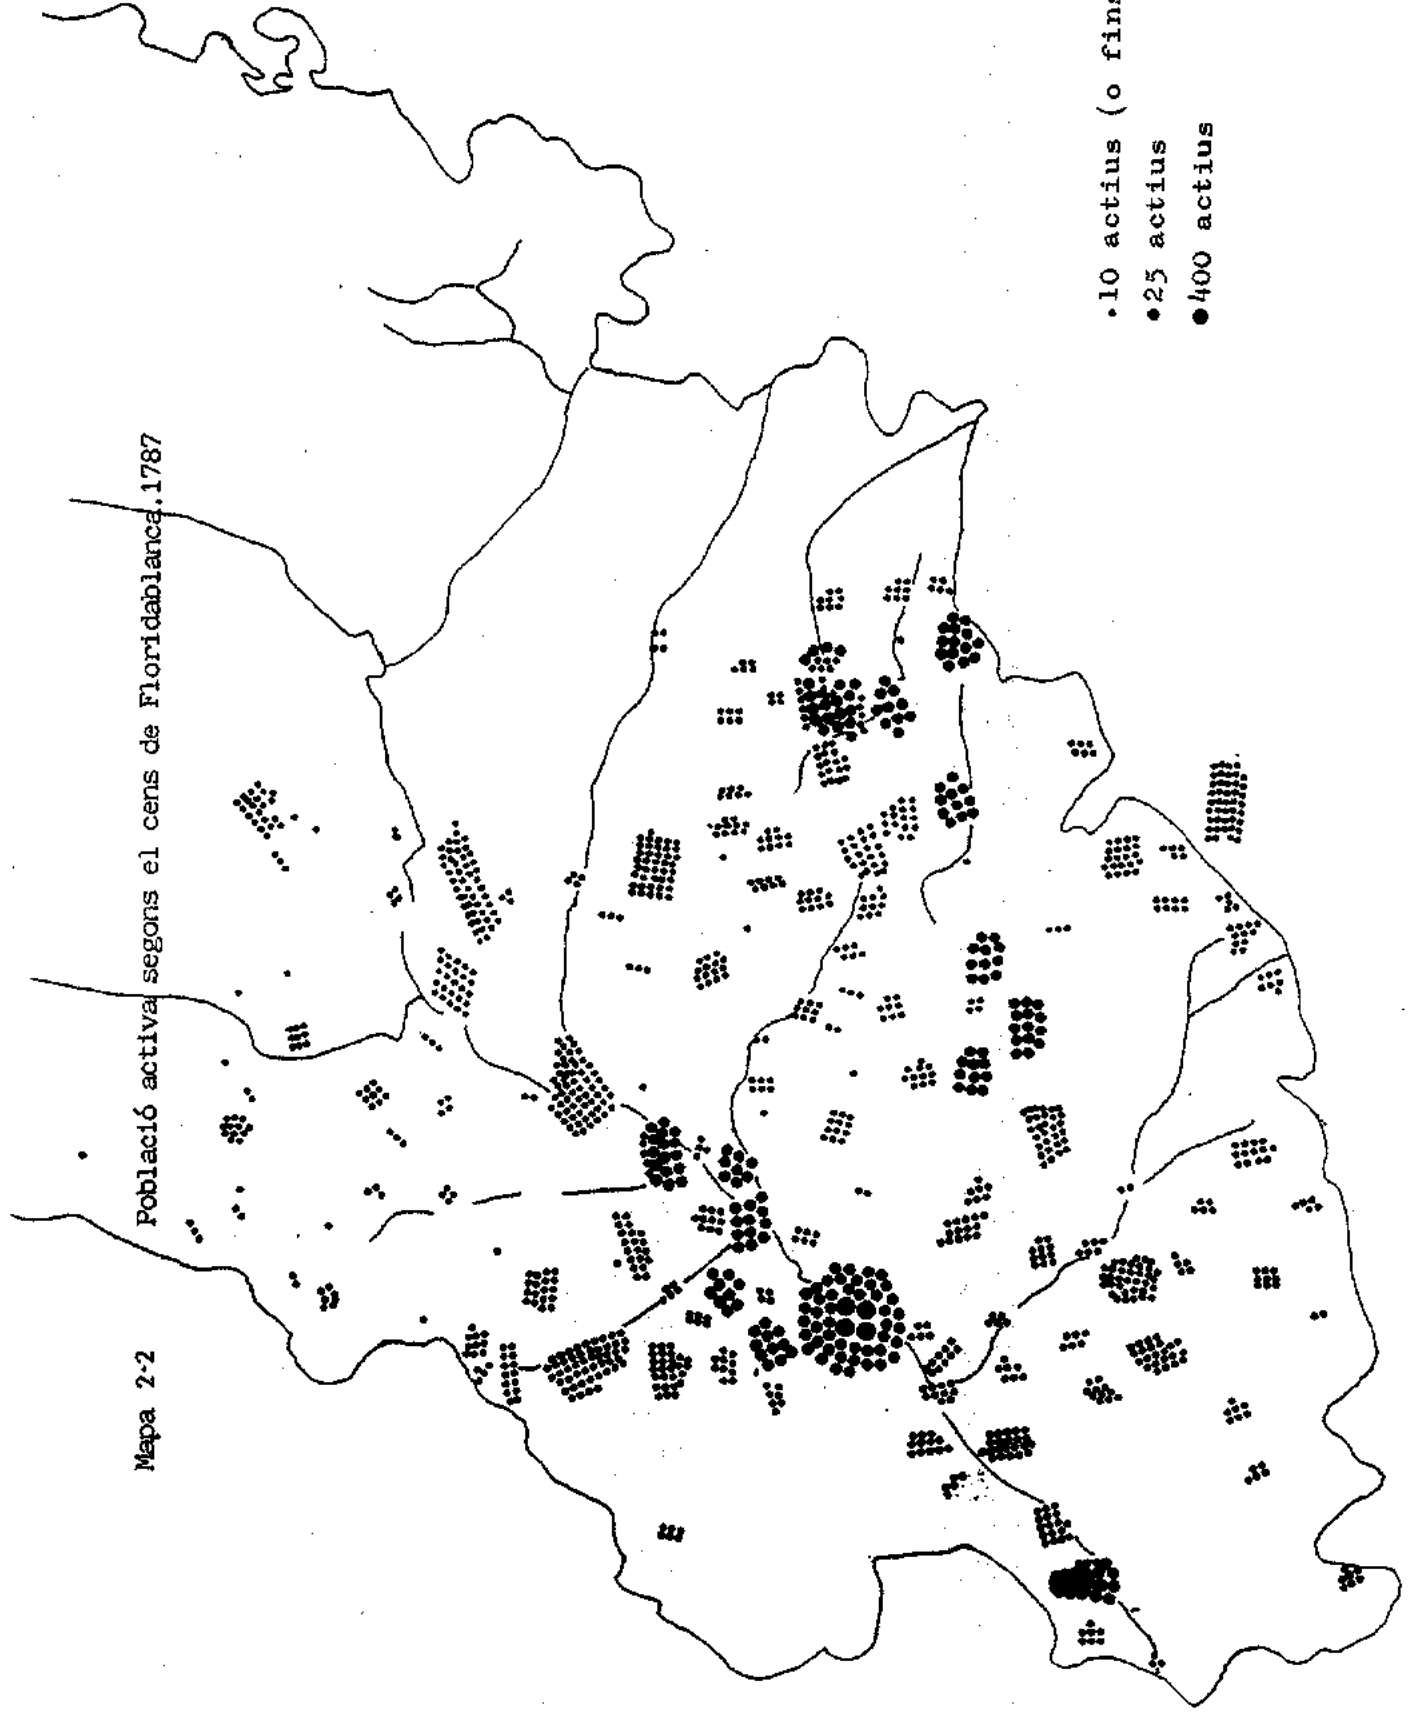 Mapa 2·2 Població activa segons el cens de Floridablanca.1787
10 actius (o fins
25 actius
400 actius